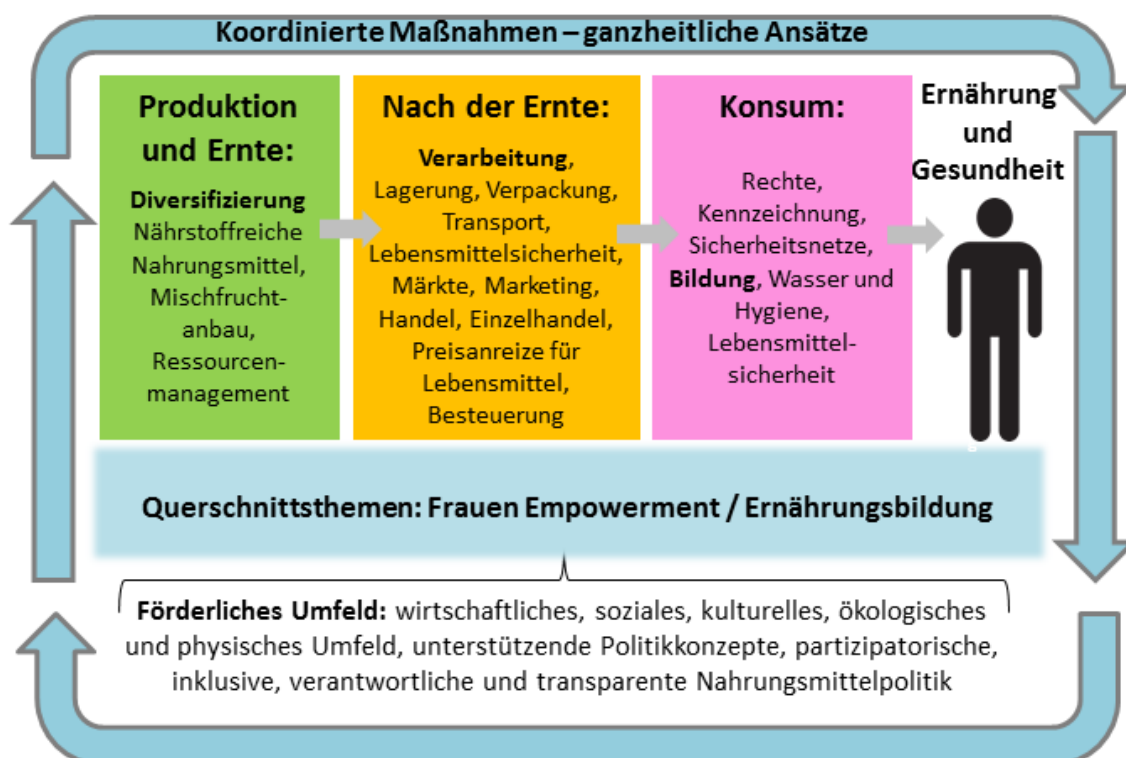 Koordinierte Maßnahmen – ganzheitliche Ansätze
Produktion
und Ernte:
Diversifizierung
Nährstoffreiche
Nahrungsmittel,
Mischfrucht-
anbau,
Ressourcen-
management
Nach der Ernte:
Verarbeitung,
Lagerung, Verpackung,
Transport,
Lebensmittelsicherheit,
Märkte, Marketing,
Handel, Einzelhandel,
Preisanreize für
Lebensmittel,
Besteuerung
Konsum:
Rechte,
Kennzeichnung,
Sicherheitsnetze,
Bildung, Wasser und
Hygiene,
Lebensmittel-
sicherheit
Ernährung
und
Gesundheit
Querschnittsthemen: Frauen Empowerment / Ernährungsbildung
Förderliches Umfeld: wirtschaftliches, soziales, kulturelles, ökologisches
und physisches Umfeld, unterstützende Politikkonzepte, partizipatorische,
inklusive, verantwortliche und transparente Nahrungsmittelpolitik